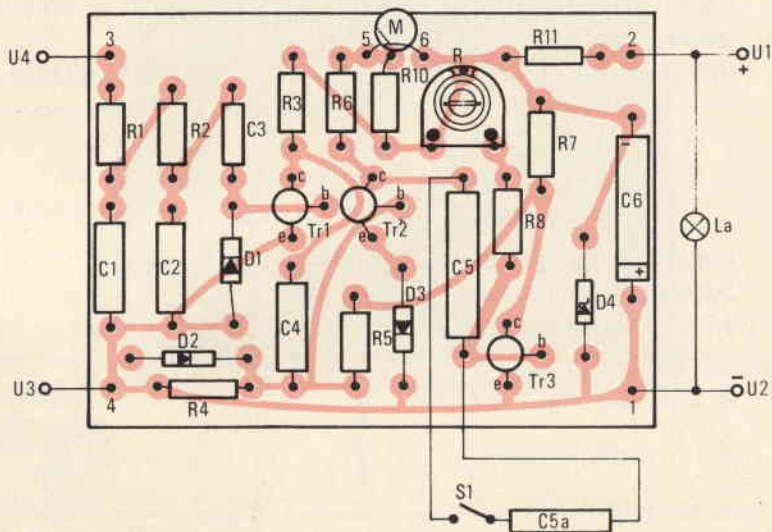 M
U4 3 5 6 R R11 2 U1
+
R10
R1 R2 C3 R3 R6 R7
-
C6
c c b b
R8
Tr1 Tr2
e e
La
C1 C2 D1 C4 C5
+
D3 D4
R5
c b
D2
Tr3
e
U3 4 R4 1 - U2
S1
C5a